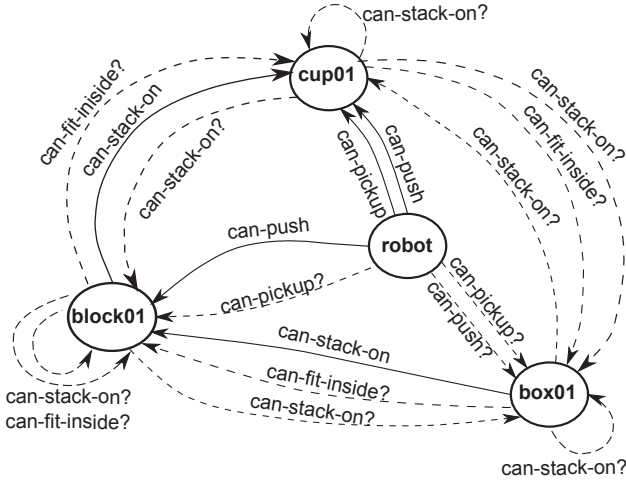 can-stack-on?
cup01
can-fit-iniside?
can-stack-on
can-stack-on?
can-stack-on?
can-fit-inside?
can-stack-on?
can-pickup
can-push
robot
can-push
can-pickup?
can-pickup?
can-push?
block01
can-stack-on
can-fit-inside?
can-stack-on?
box01
can-stack-on?
can-fit-inside?
can-stack-on?